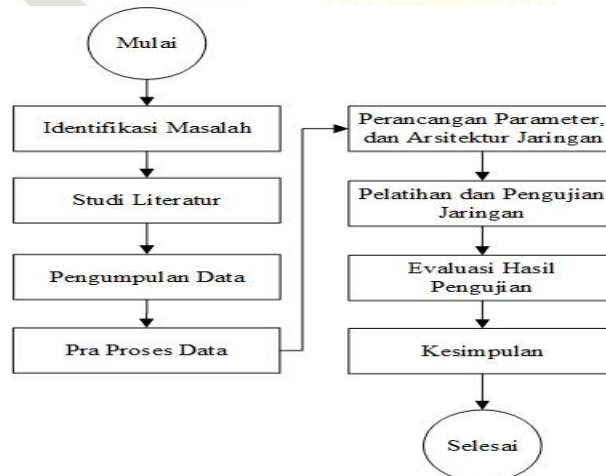 Mulai
Identifikasi Masalah
Studi Literatur
Pengumpulan Data
Pra Proses Data
Perancangan Parameter,
dan Arsitektur Jaringan
Pelatihan dan Pengujian
Jaringan
Evaluasi Hasil
Pengujian
Kesimpulan
Selesai